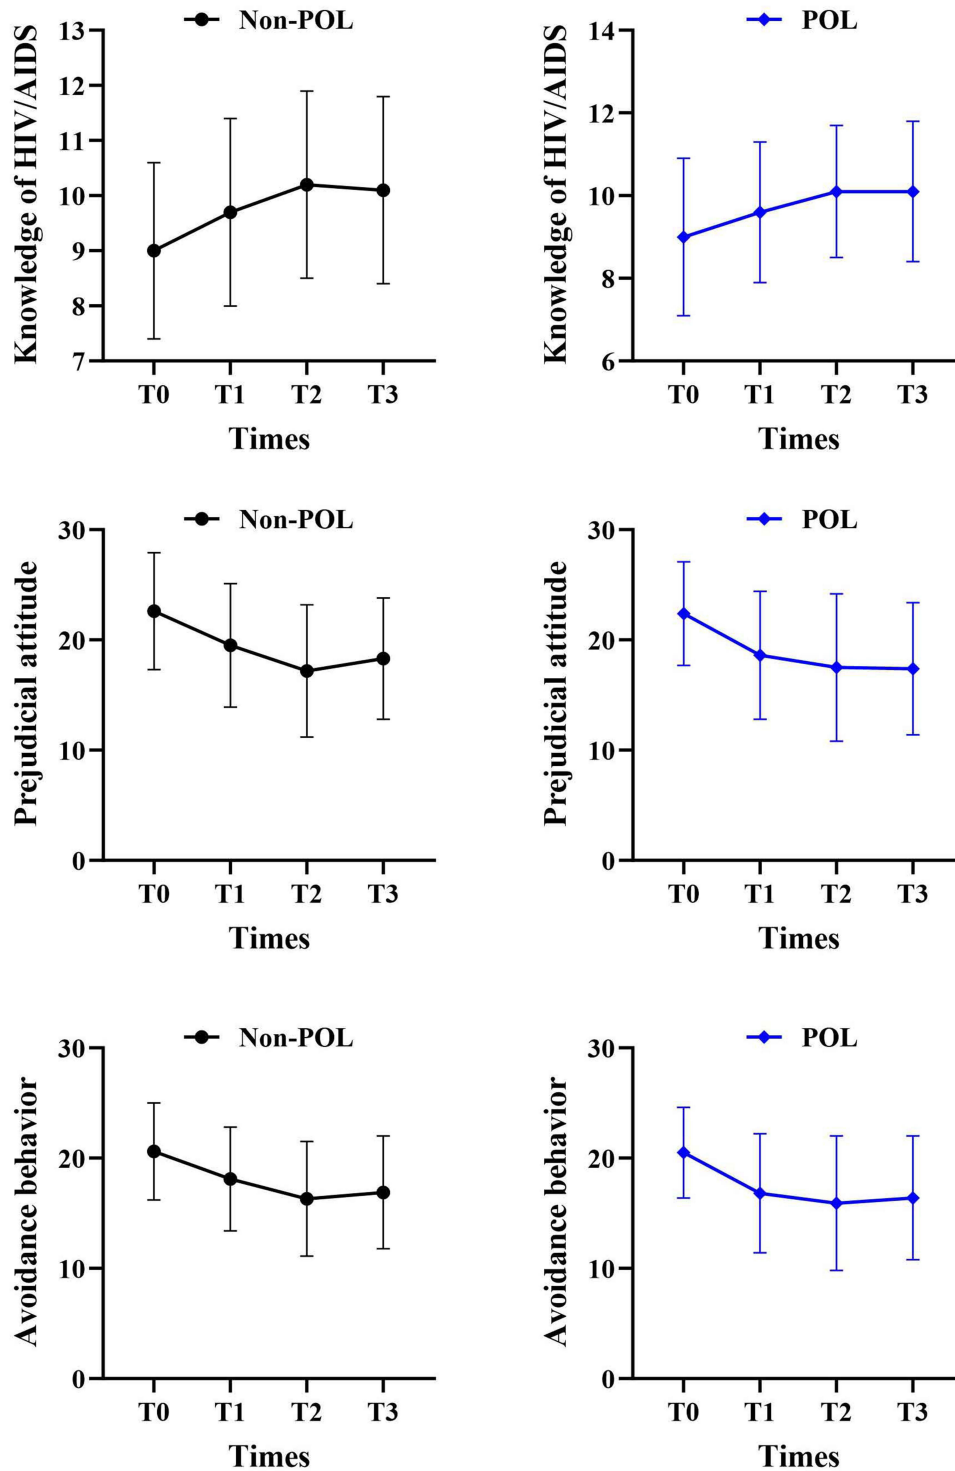 Non-POL
Knowledge of HIV/AIDS
13
12
11
10
9
8
7
T0 T1 T2 T3
Times
POL
Knowledge of HIV/AIDS
14
12
10
8
6
T0 T1 T2 T3
Times
Non-POL
Prejudicial attitude
30
20
10
0
T0 T1 T2 T3
Times
POL
Prejudicial attitude
30
20
10
0
T0 T1 T2 T3
Times
Non-POL
Avoidance behavior
30
20
10
0
T0 T1 T2 T3
Times
POL
Avoidance behavior
30
20
10
0
T0 T1 T2 T3
Times